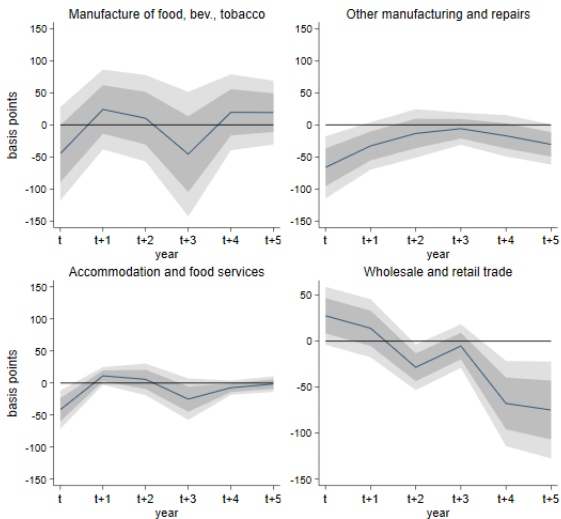 Manufacture of food, bev., tobacco
150
100
50
0
-50
-100
-150
basis points
t t+1 t+2 t+3 t+4 t+5
year
Other manufacturing and repairs
150
100
50
0
-50
-100
-150
t t+1 t+2 t+3 t+4 t+5
year
Accommodation and food services
150
100
50
0
-50
-100
-150
basis points
t t+1 t+2 t+3 t+4 t+5
year
Wholesale and retail trade
50
0
-50
-100
-150
t t+1 t+2 t+3 t+4 t+5
year